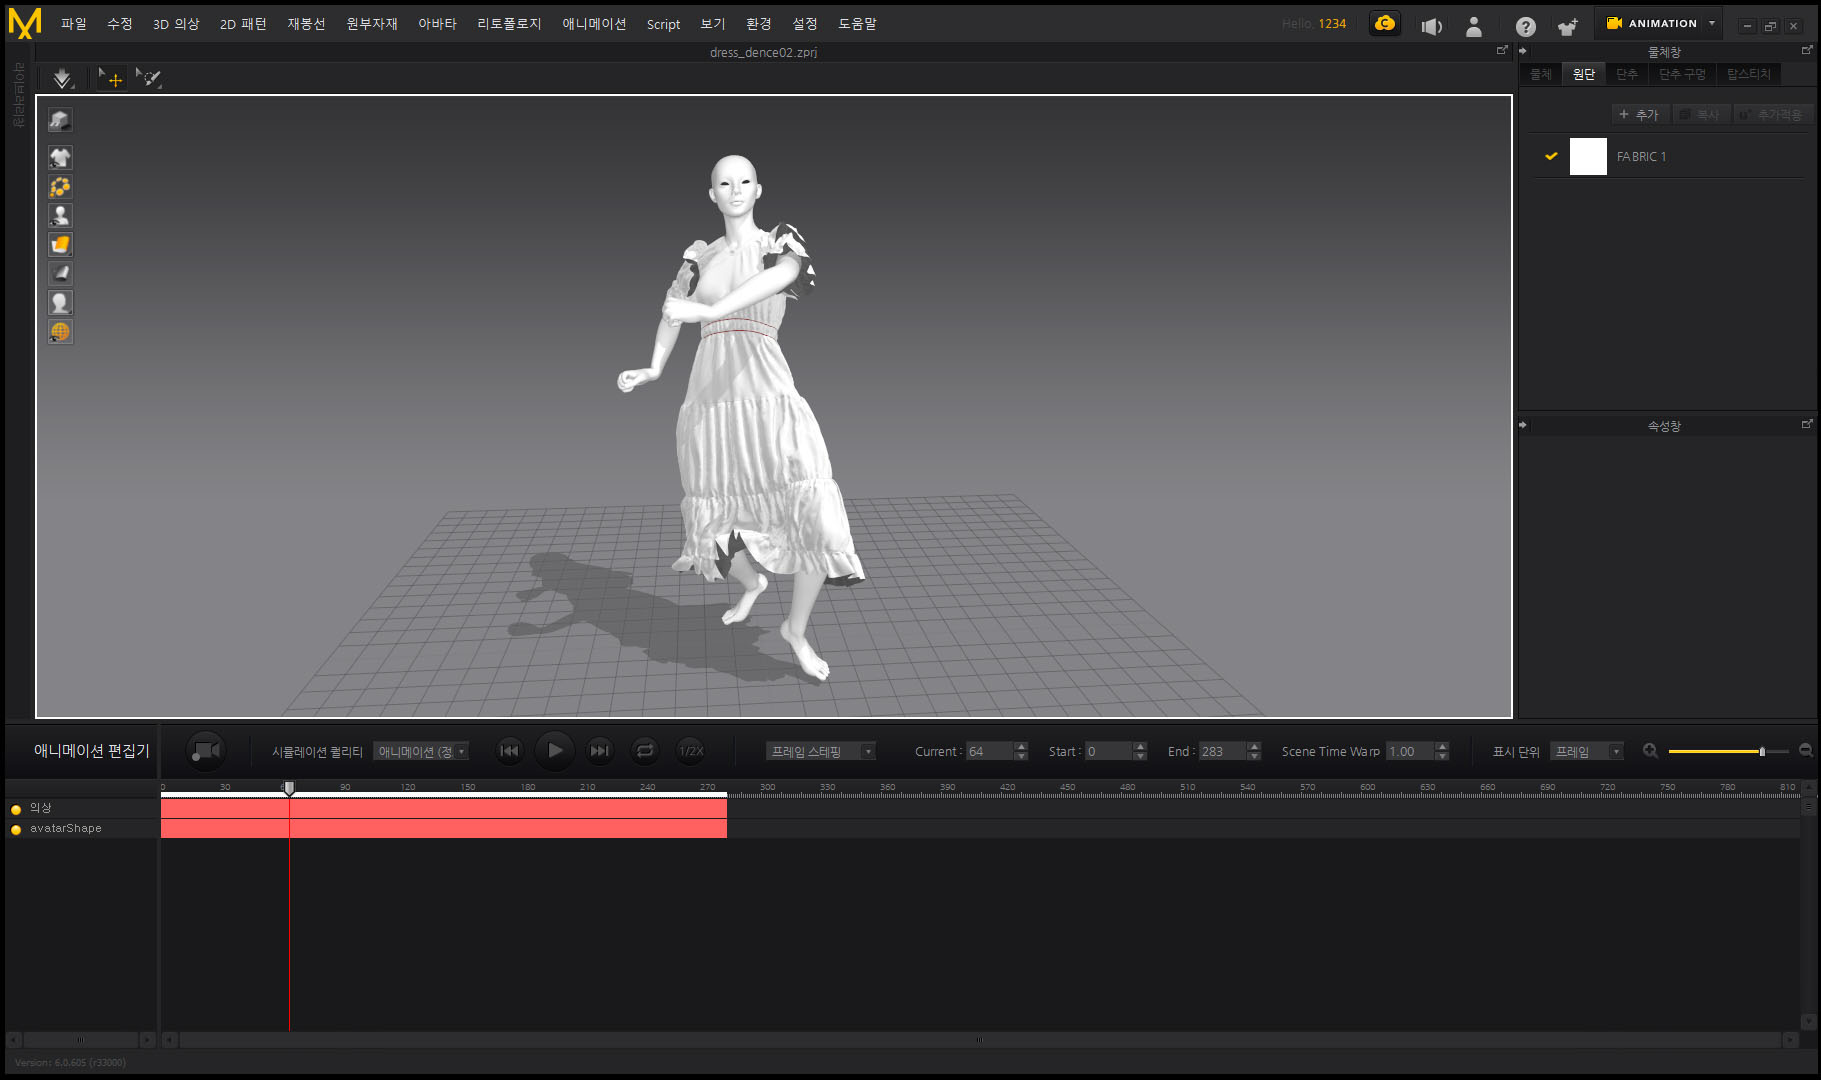 파일 수정 3D 의상 2D 패턴 재봉선 원부자재 아바타 리토폴로지 애니메이션 Script 보기 환경 설정 도움말
Hello, 1234
ANIMATION
dress_dence02.zprj
물체창
라이브러리창
물체 원단 단추 단추 구멍 탑스티치
+ 추가 복사 추가적용
FABRIC 1
속성창
애니메이션 편집기
시뮬레이션 퀄리티 애니메이션 (정
1/2X
프레임 스테핑
Current : 64
Start : 0
End : 283
Scene Time Warp 1.00
표시 단위 프레임
0 30 90 120 150 180 210 240 270 300 330 360 390 420 450 480 510 540 570 600 630 660 690 720 750 780 810
의상
avatarShape
Version: 6.0.605 (r33000)